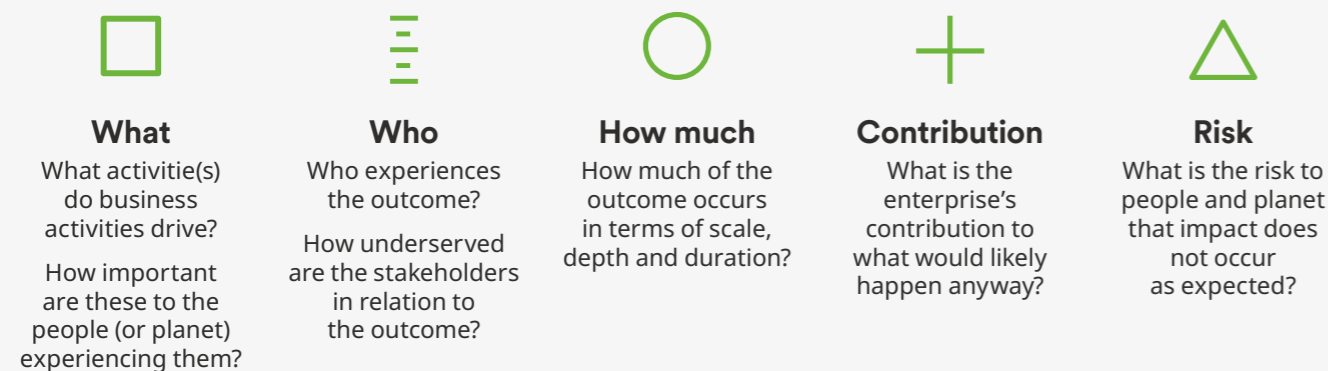 What
What activitie(s)
do business
activities drive?
How important
are these to the
people (or planet)
experiencing them?
Who
Who experiences
the outcome?
How underserved
are the stakeholders
in relation to
the outcome?
How much
How much of the
outcome occurs
in terms of scale,
depth and duration?
Contribution
What is the
enterprise’s
contribution to
what would likely
happen anyway?
Risk
What is the risk to
people and planet
that impact does
not occur
as expected?